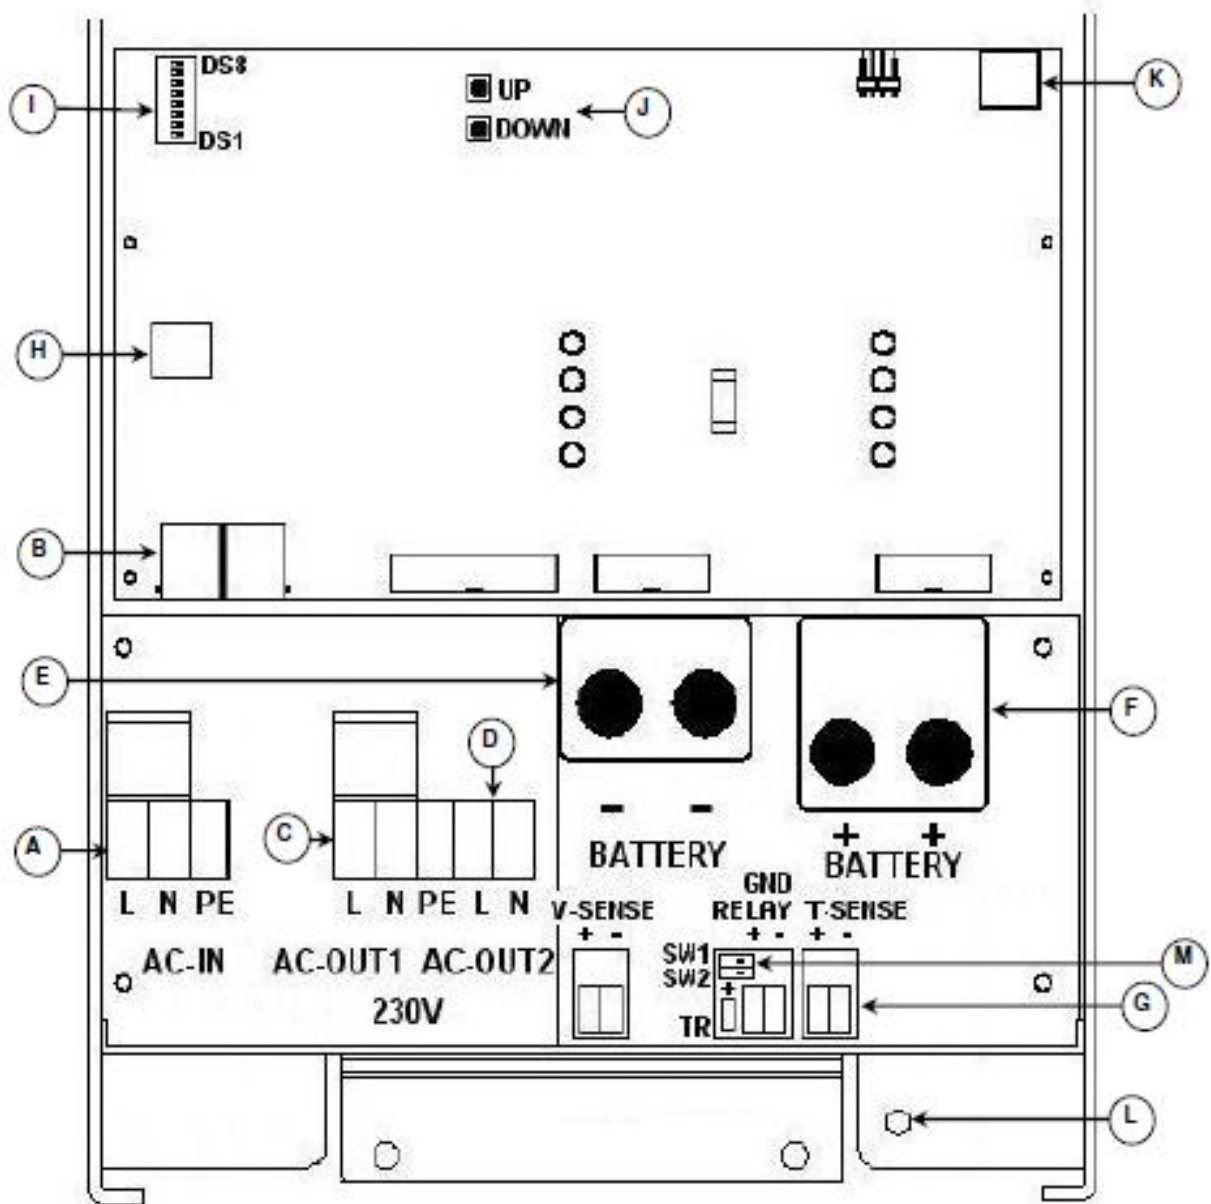 DS8
UP
K
I
J
DOWN
DS1
H
B
E
F
D
A
C
- -
+ +
BATTERY
BATTERY
L N PE
L N PE L N
GND
V-SENSE
RELAY
T-SENSE
+ -
+ -
+ -
AC-IN
AC-OUT1
AC-OUT2
SW1
M
SW2
+
G
230V
TR
L